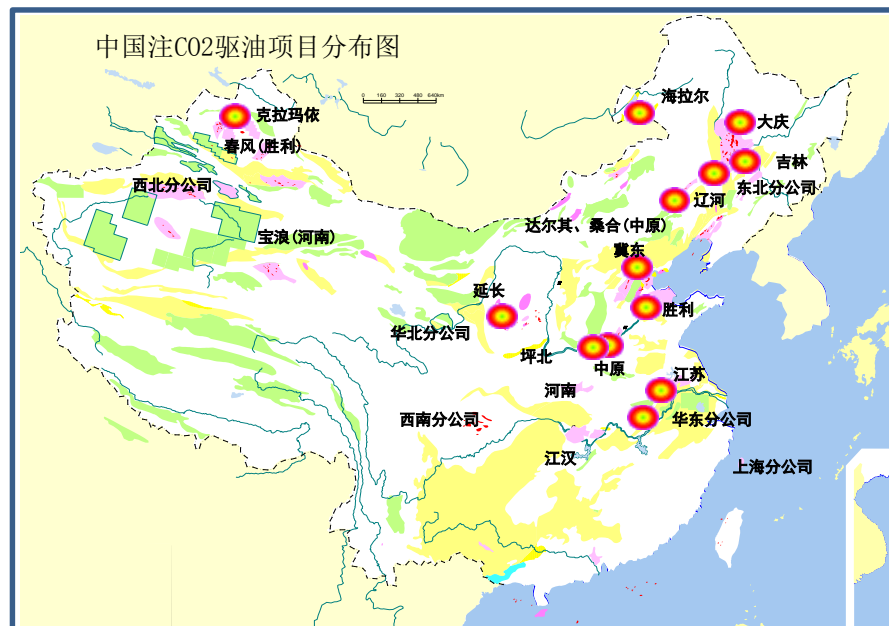 中国注CO2驱油项目分布图
0 160 320 480 640km
海拉尔
克拉玛依
大庆
春风(胜利)
吉林
西北分公司
东北分公司
辽河
达尔其、桑合(中原)
宝浪(河南)
冀东
延长
胜利
华北分公司
坪北
中原
江苏
河南
西南分公司
华东分公司
江汉
上海分公司